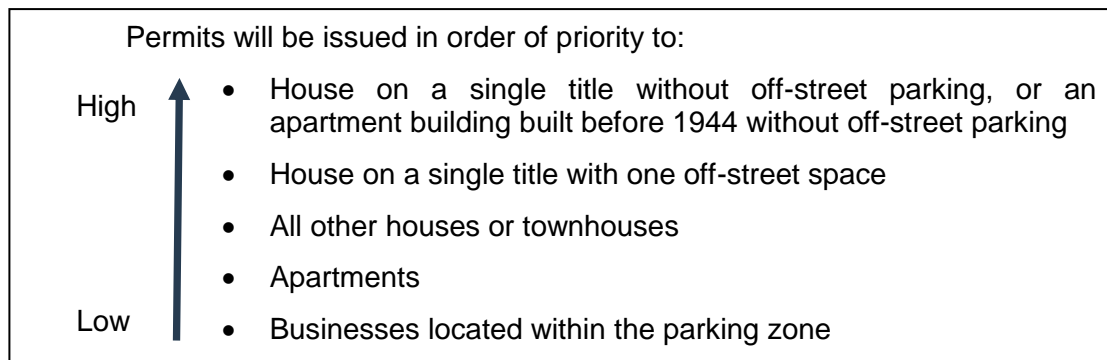 Permits will be issued in order of priority to:
High
• House on a single title without off-street parking, or an
apartment building built before 1944 without off-street parking
• House on a single title with one off-street space
• All other houses or townhouses
• Apartments
Low
• Businesses located within the parking zone